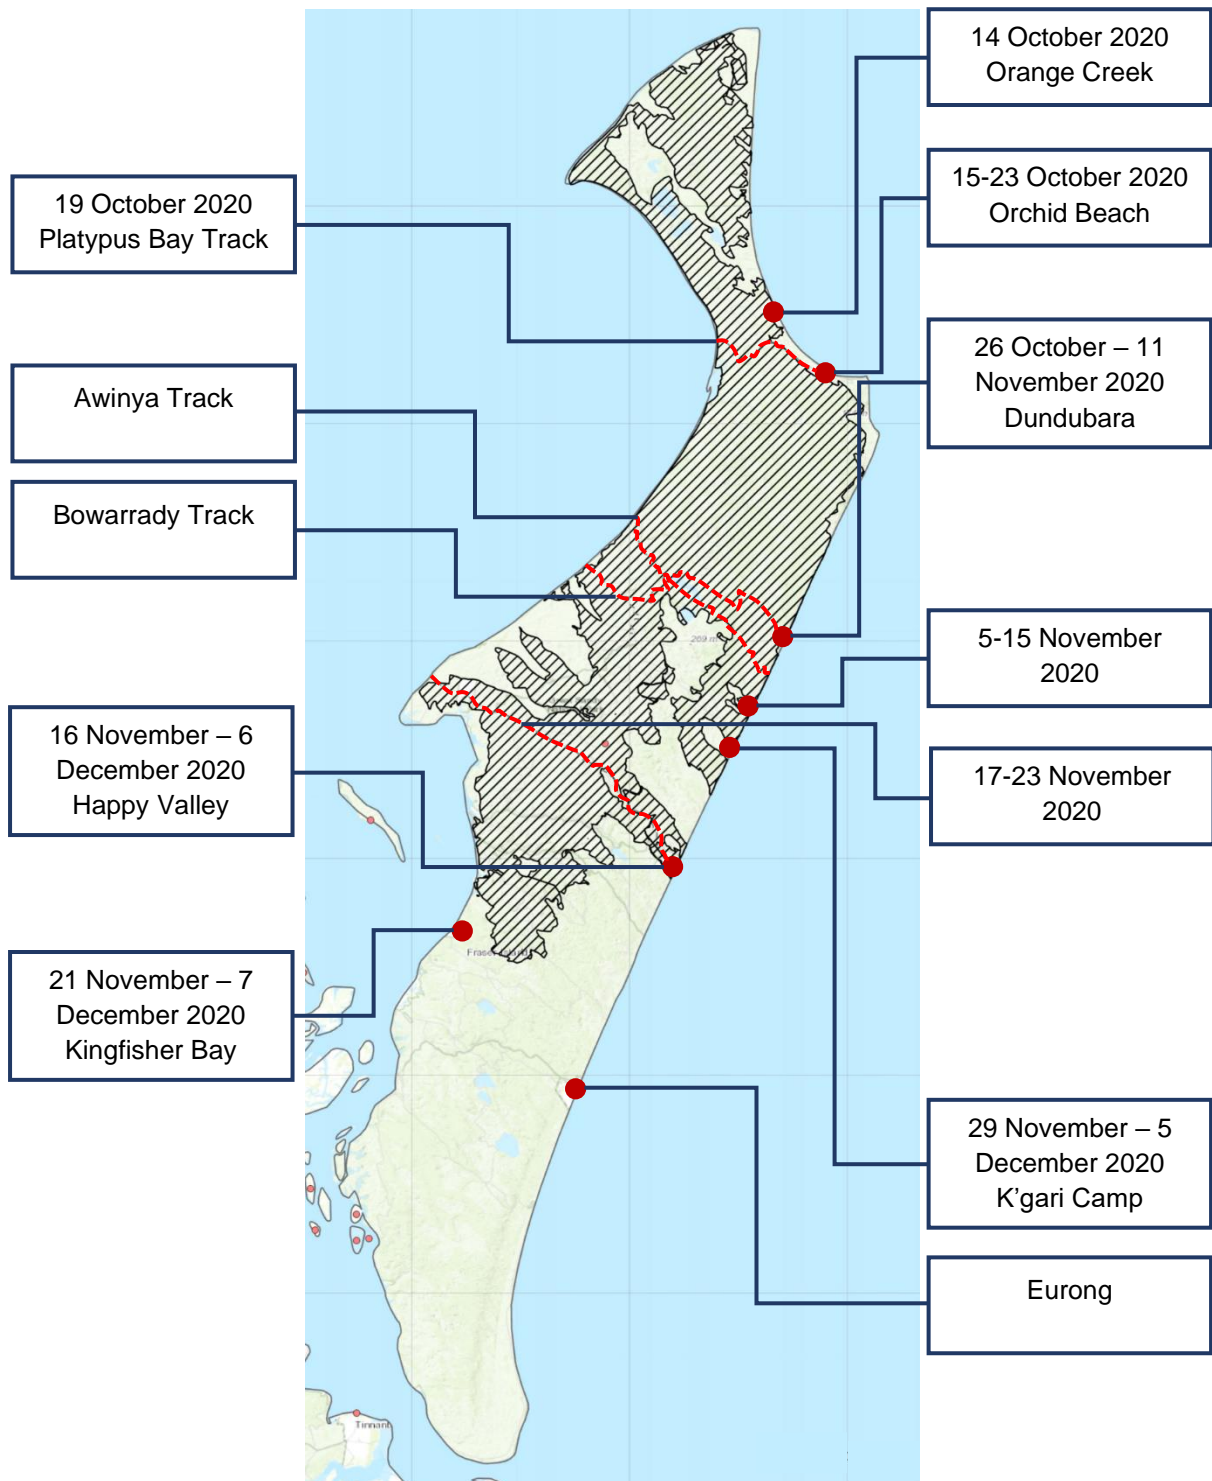 14 October 2020
Orange Creek
15-23 October 2020
Orchid Beach
19 October 2020
Platypus Bay Track
26 October – 11
November 2020
Dundubara
Awinya Track
Bowarrady Track
269 m
5-15 November
2020
16 November – 6
December 2020
Happy Valley
17-23 November
2020
21 November – 7
December 2020
Kingfisher Bay
29 November – 5
December 2020
K'gari Camp
Eurong